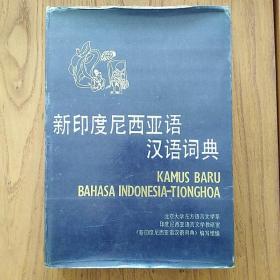 新印度尼西亚语
汉语词典
KAMUS BARU
BAHASA INDONESIA-TIONGHOA
北京大学东方语言文学系
印度尼西亚语言文学教研室
《新印度尼西亚语汉语词典》编写组编